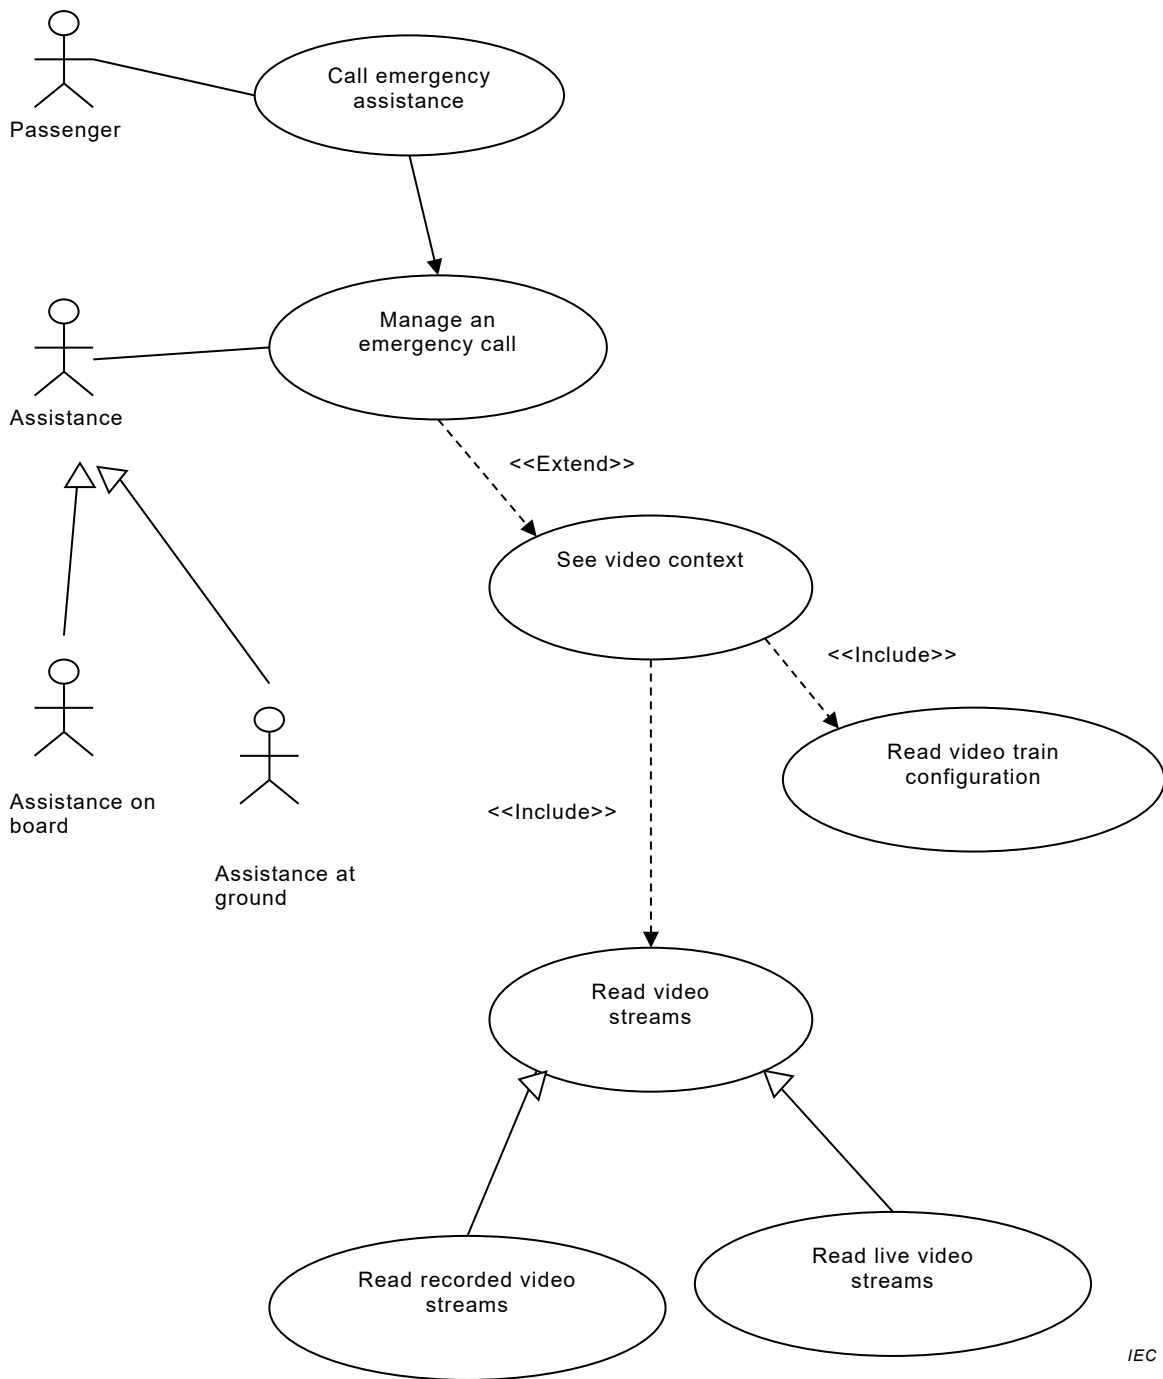 Call emergency
assistance
Passenger
Manage an
emergency call
Assistance
<<Extend>>
See video context
<<Include>>
Read video train
configuration
Assistance on
board
<<Include>>
Assistance at
ground
Read video
streams
Read live video
streams
Read recorded video
streams
IEC